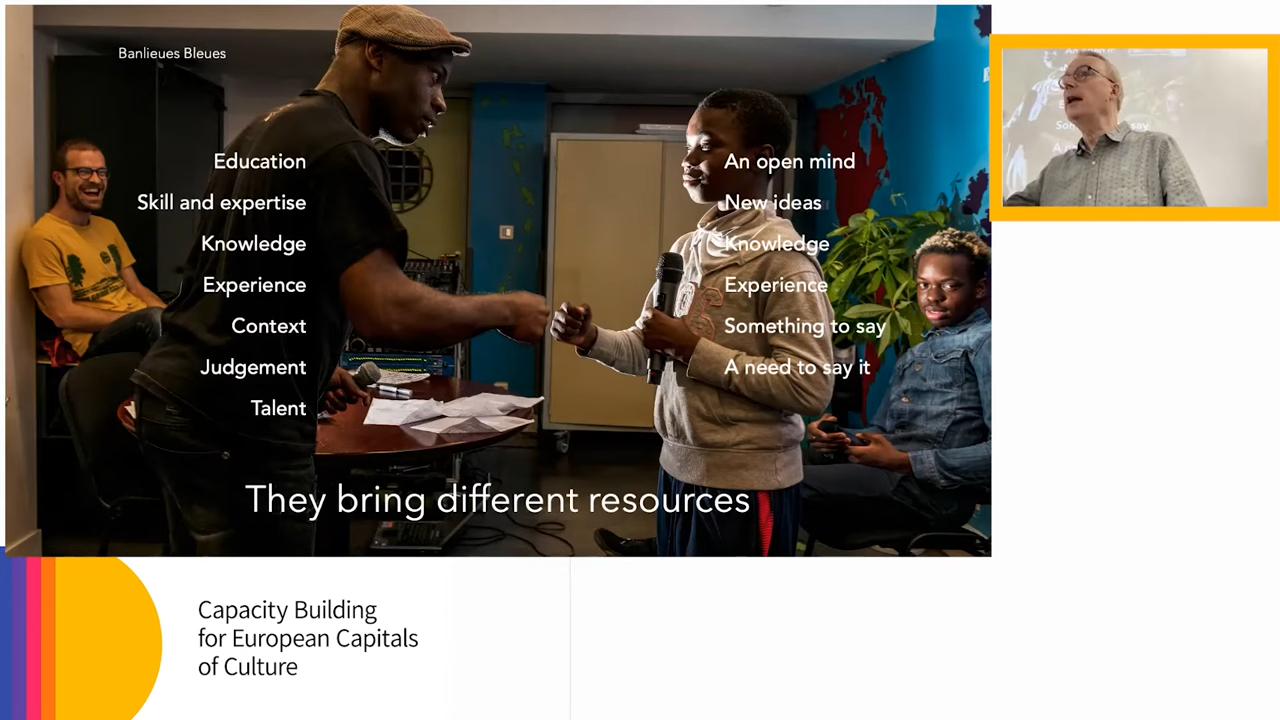 Banlieues Bleues
Education
Skill and expertise
Knowledge
Experience
Context
Judgement
Talent
An open mind
New ideas
Knowledge
Experience
Something to say
A need to say it
They bring different resources
say
Capacity Building
for European Capitals
of Culture